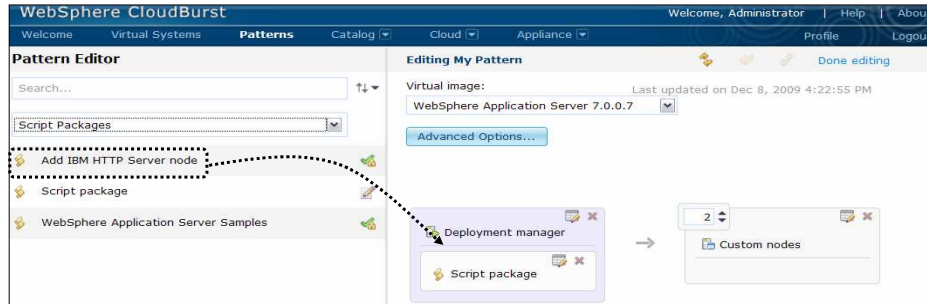 WebSphere CloudBurst
Welcome, Administrator | Help | Abou
Welcome Virtual Systems Patterns Catalog Cloud Appliance Profile Logou
Pattern Editor
Search...
Script Packages
Add IBM HTTP Server node
Script package
WebSphere Application Server Samples
Editing My Pattern
Done editing
Virtual image:
Last updated on Dec 8, 2009 4:22:55 PM
WebSphere Application Server 7.0.0.7
Advanced Options...
Deployment manager
Script package
2
Custom nodes